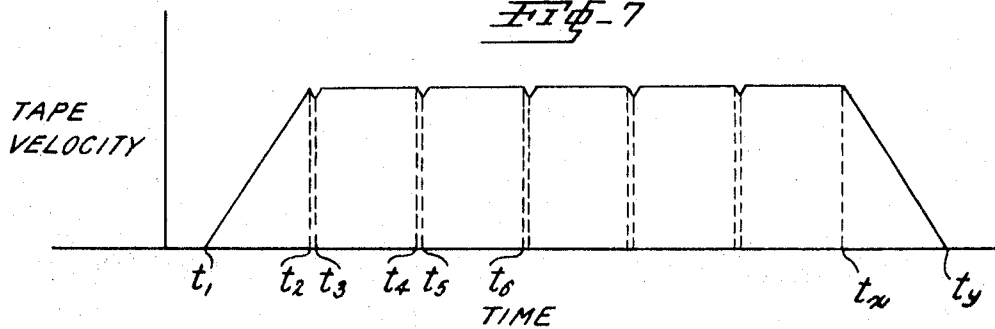 FIG-7
TAPE
VELOCITY
t1 t2 t3 t4 t5 t6 tx ty
TIME